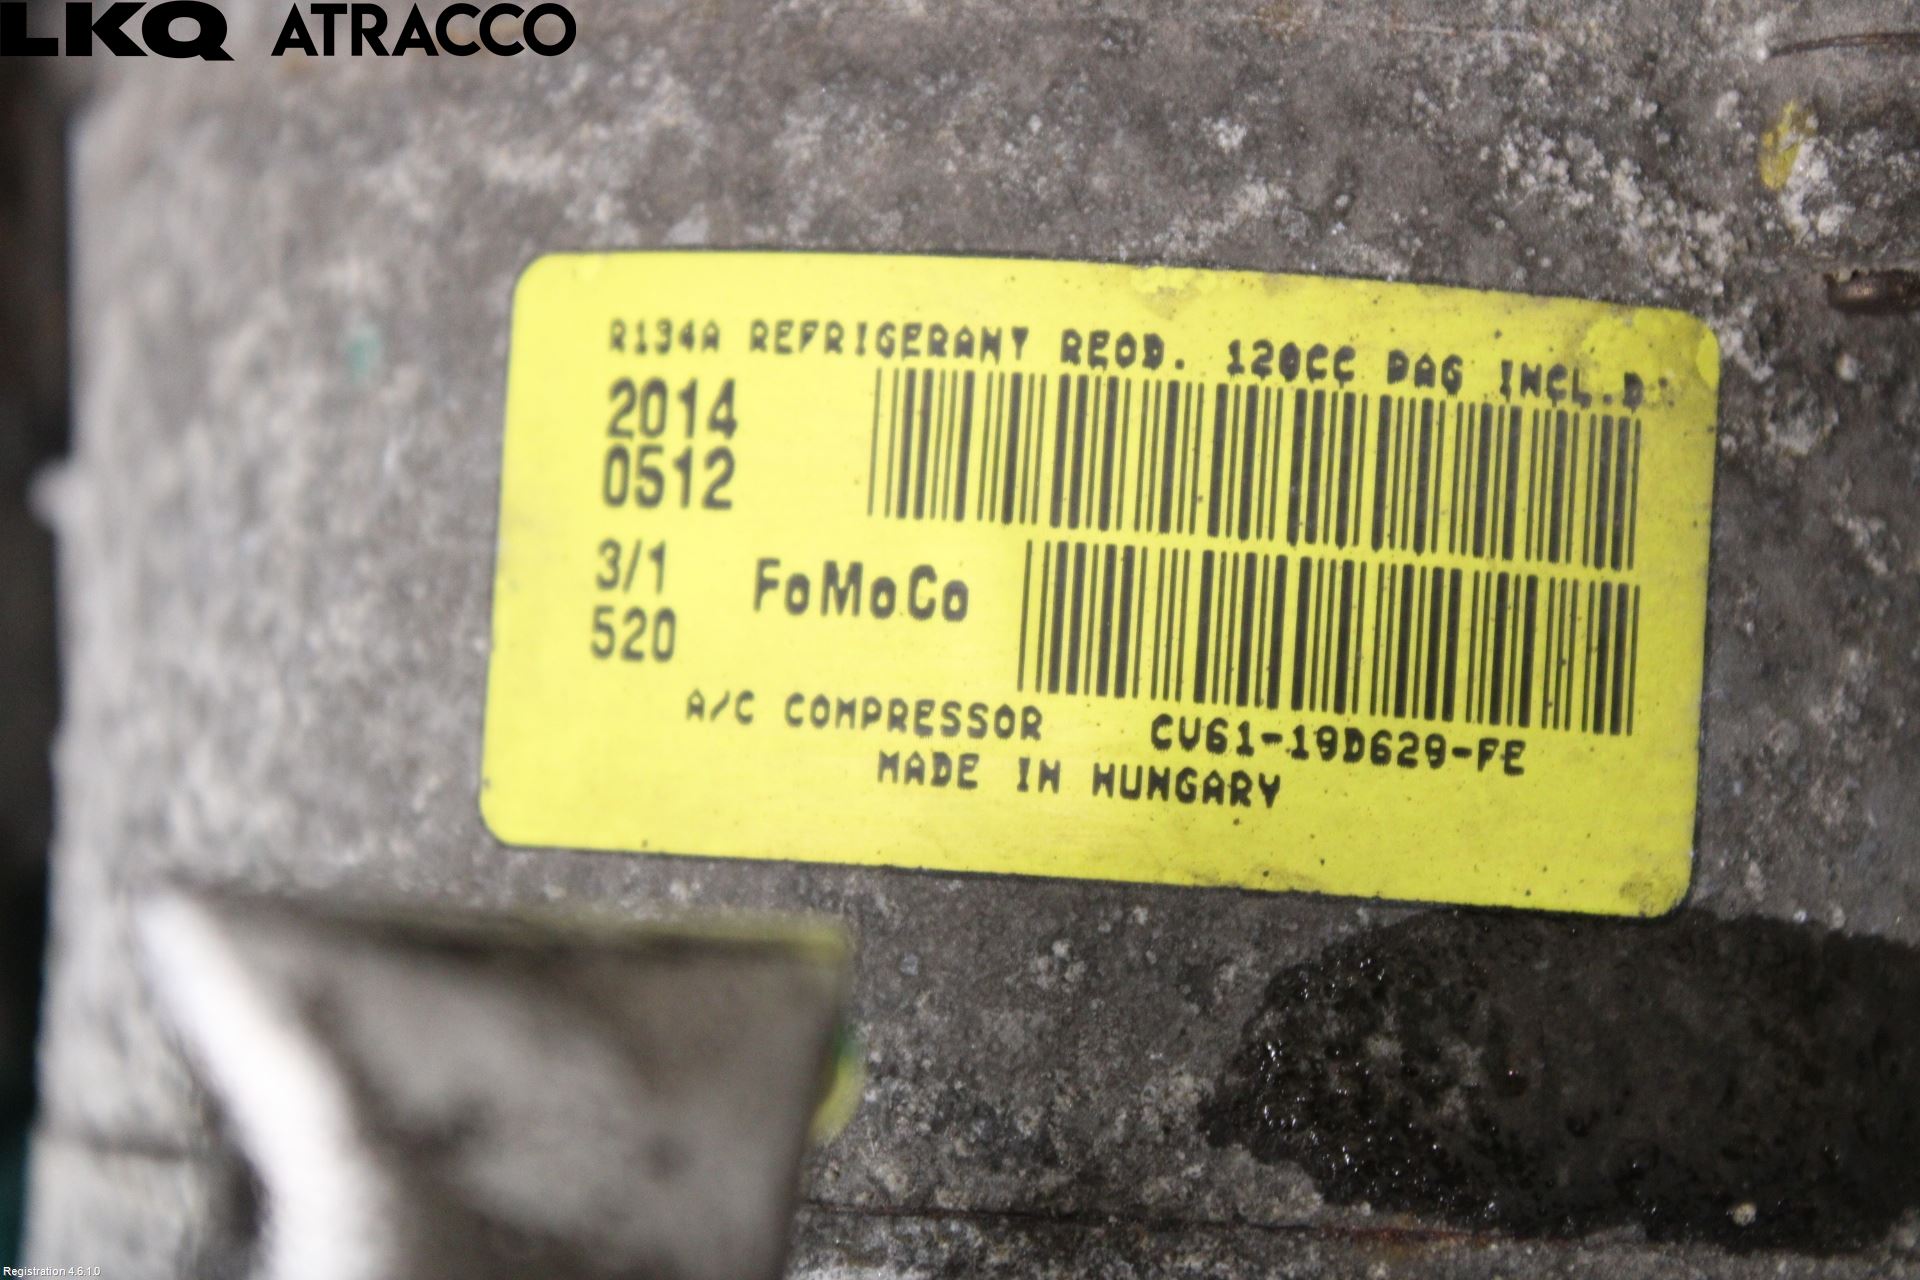 LKQ ATRACCO
R134A REFRIGERANT REQD. 120CC PAG INCL.D.
2014
0512
3/1
FoMoCo
520
A/C COMPRESSOR CV61-19D629-FE
MADE IN HUNGARY
Registration 4.6.1.0